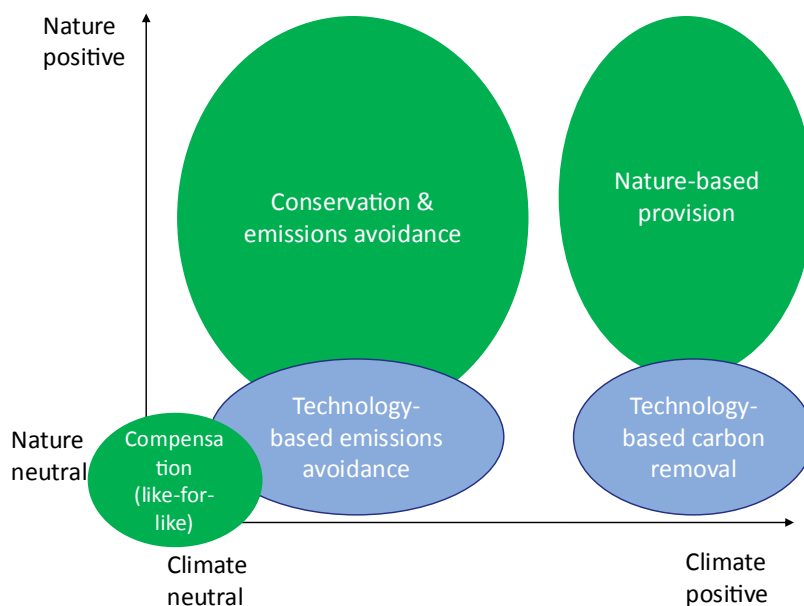 Nature
positive
Conservation &
emissions avoidance
Nature-based
provision
Nature
neutral
Compensa
tion
(like-for-
like)
Technology-
based emissions
avoidance
Technology-
based carbon
removal
Climate
neutral
Climate
positive